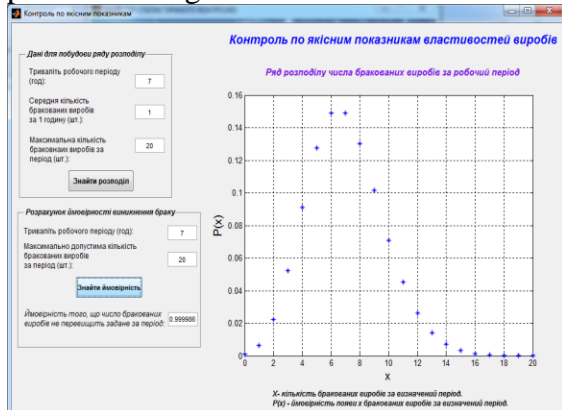 Контроль по якісним показникам
Контроль по якісним показникам властивостей виробів
Дані для побудови ряду розподілу
Триваліть робочого періоду
(год):
7
Середня кількість
бракованих виробів
за 1 годину (шт.):
1
Максимальна кількість
браковнаих виробів за
період (шт.):
20
Знайти розподіл
Розрахунок ймовірності виникнення браку
Триваліть робочого періоду (год):
7
Максимально допустима кількість
бракованих виробів
за період (шт.):
20
Знайти ймовірність
Ймовірність того, що число бракованих
виробів не перевищить задане за період:
0.999986
Ряд розподілу числа бракованих виробів за робочий період
0.16
0.14
0.12
0.1
0.08
0.06
0.04
0.02
0
P(x)
0 2 4 6 8 10 12 14 16 18 20
X
X- кількість бракованих виробів за визначений період.
P(x) - ймовірність появи x бракованих виробів за визначений період.